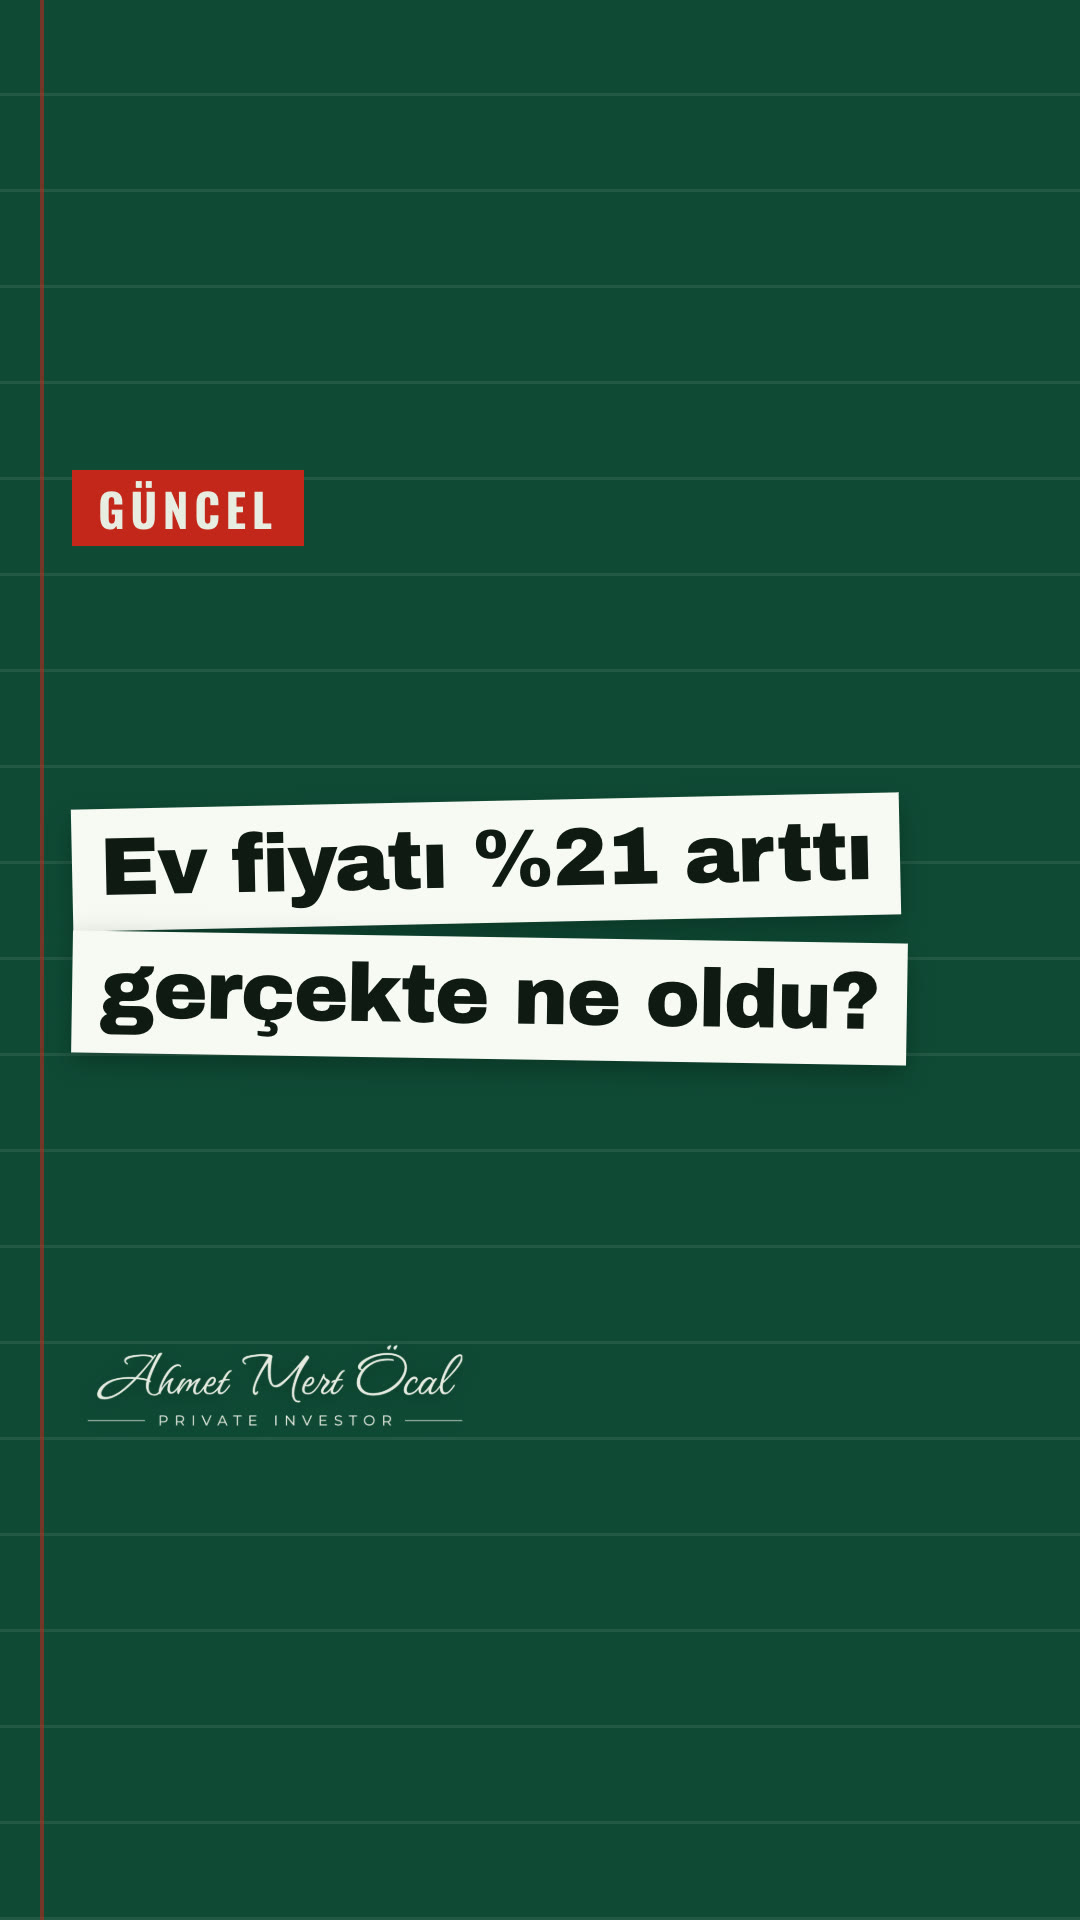 GÜNCEL
Ev fiyatı %21 arttı
gerçekte ne oldu?
Ahmet Mert Öcal
PRIVATE INVESTOR